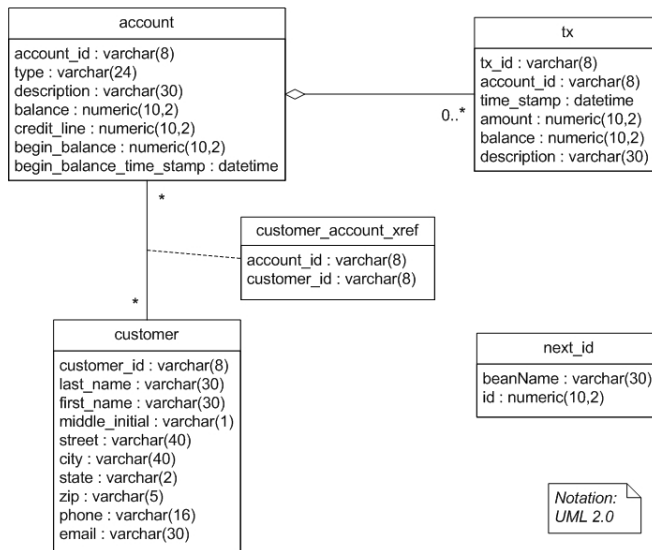 account
account_id : varchar(8)
type : varchar(24)
description : varchar(30)
balance : numeric(10,2)
credit_line : numeric(10,2)
begin_balance : numeric(10,2)
begin_balance_time_stamp : datetime
tx
tx_id : varchar(8)
account_id : varchar(8)
time_stamp : datetime
amount : numeric(10,2)
balance : numeric(10,2)
description : varchar(30)
0..*
*
customer_account_xref
account_id : varchar(8)
customer_id : varchar(8)
*
customer
customer_id : varchar(8)
last_name : varchar(30)
first_name : varchar(30)
middle_initial : varchar(1)
street : varchar(40)
city : varchar(40)
state : varchar(2)
zip : varchar(5)
phone : varchar(16)
email : varchar(30)
next_id
beanName : varchar(30)
id : numeric(10,2)
Notation:
UML 2.0